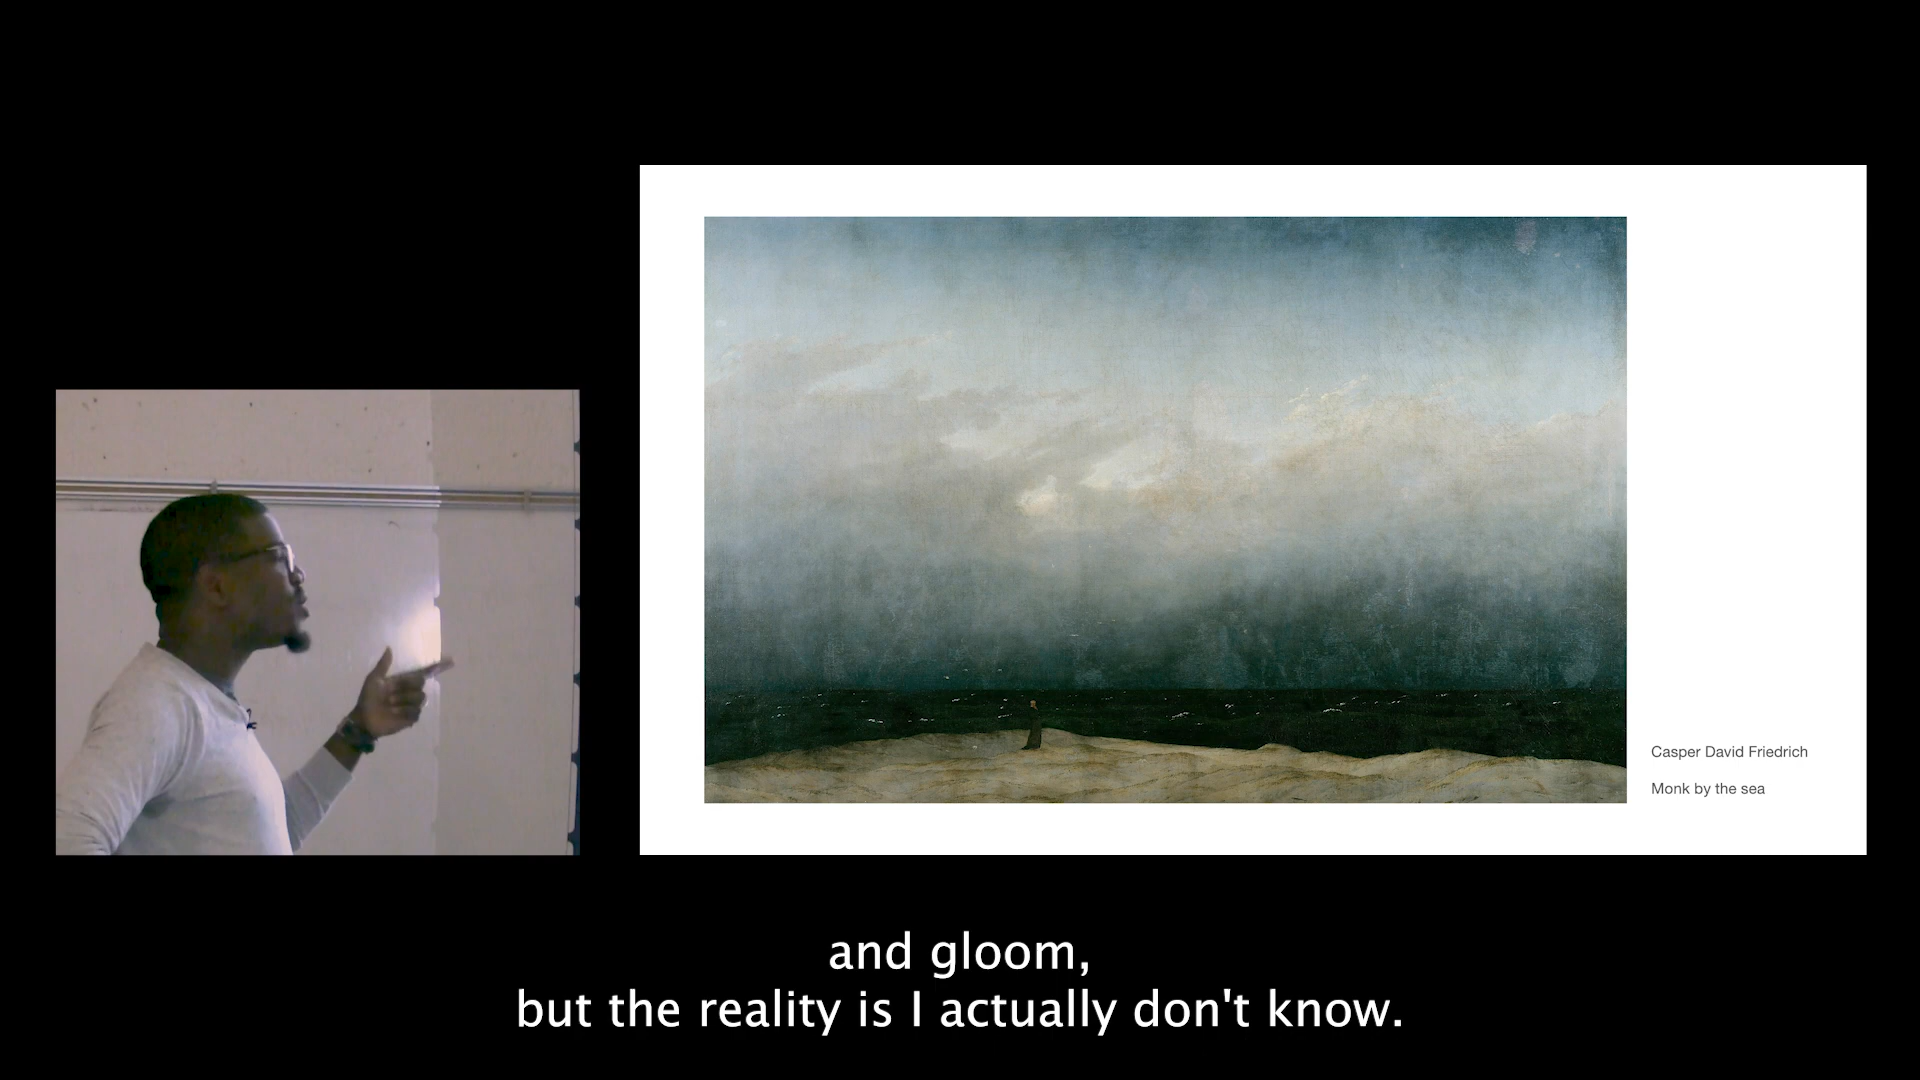 Casper David Friedrich
Monk by the sea
and gloom,
but the reality is I actually don't know.